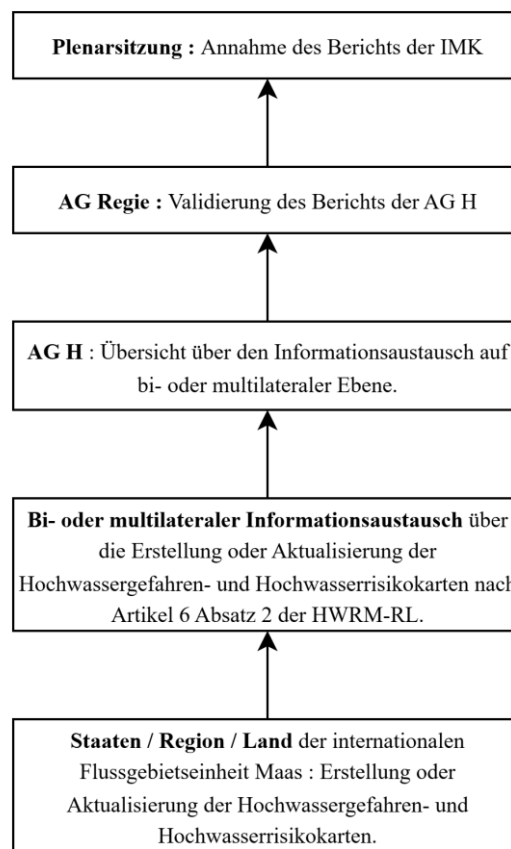 Plenarsitzung : Annahme des Berichts der IMK
AG Regie : Validierung des Berichts der AG H
AG H : Übersicht über den Informationsaustausch auf
bi- oder multilateraler Ebene.
Bi- oder multilateraler Informationsaustausch über
die Erstellung oder Aktualisierung der
Hochwassergefahren- und Hochwasserrisikokarten nach
Artikel 6 Absatz 2 der HWRM-RL.
Staaten / Region / Land der internationalen
Flussgebietseinheit Maas : Erstellung oder
Aktualisierung der Hochwassergefahren- und
Hochwasserrisikokarten.